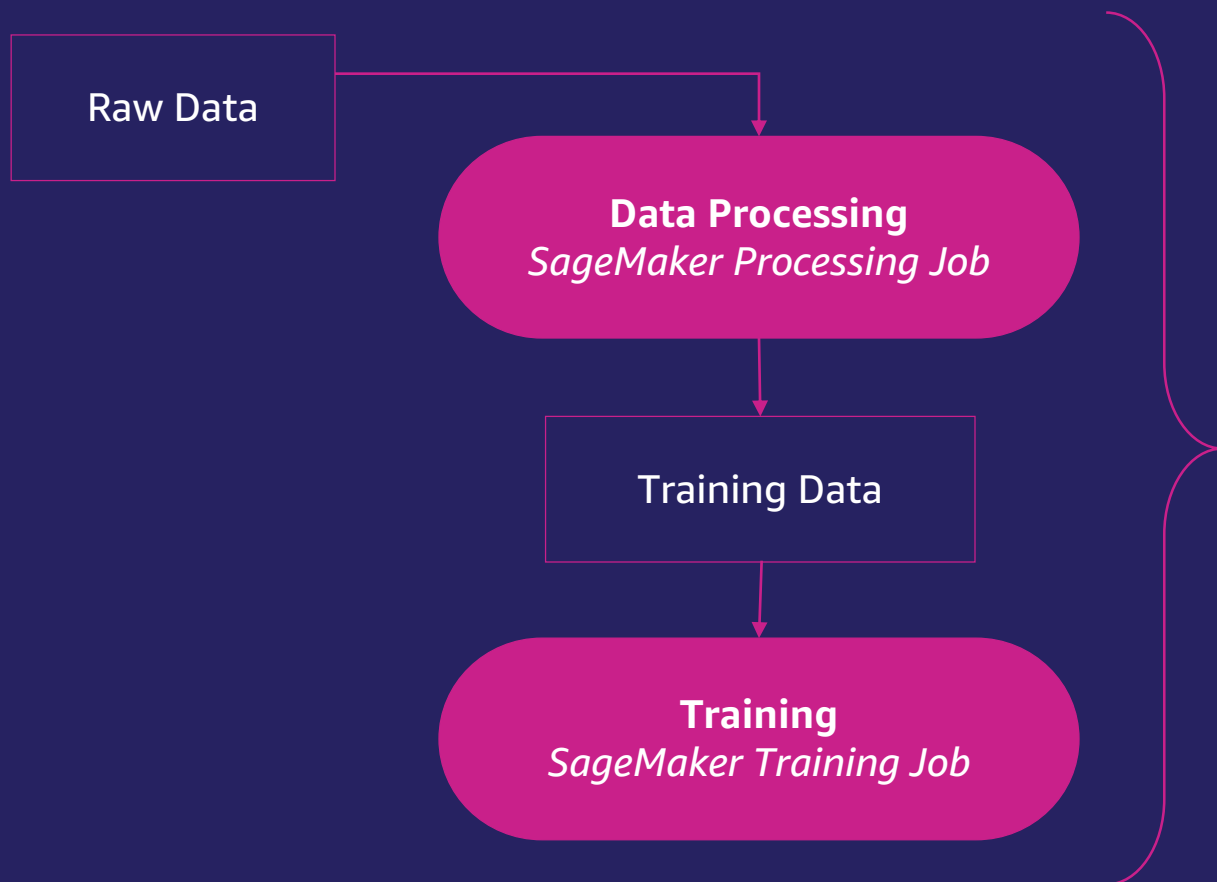 Raw Data
Data Processing
SageMaker Processing Job
Training Data
Training
SageMaker Training Job